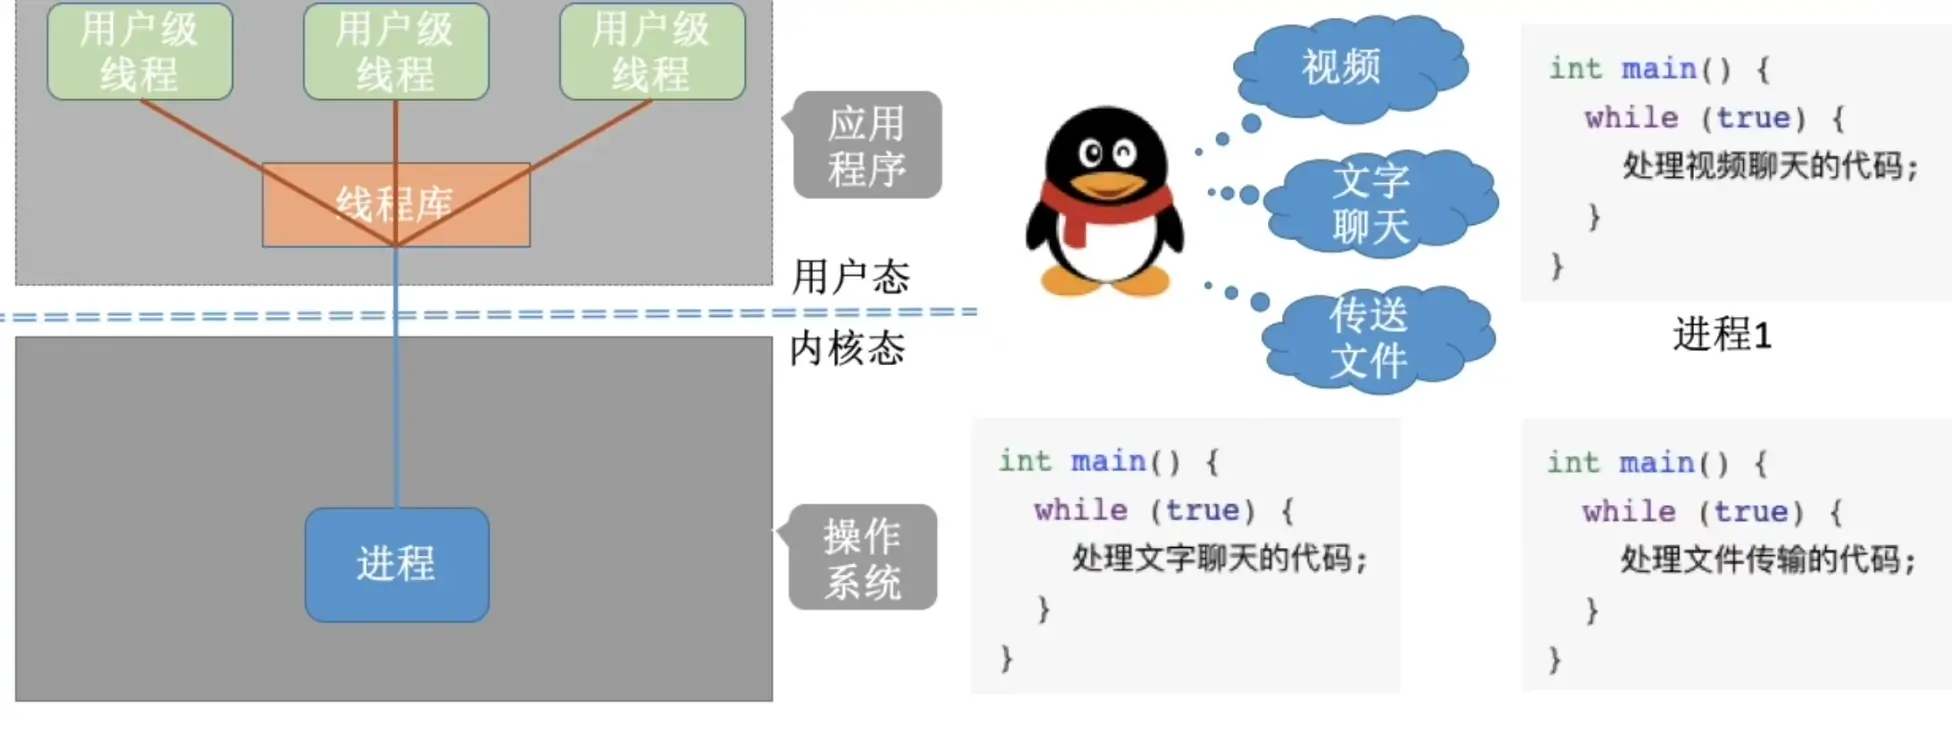 用户级
线程
用户级
线程
用户级
线程
线程库
应用
程序
用户态
内核态
进程
操作
系统
视频
文字
聊天
传送
文件
int main() {
while (true) {
处理视频聊天的代码;
}
}
进程1
int main() {
while (true) {
处理文字聊天的代码;
}
}
int main() {
while (true) {
处理文件传输的代码;
}
}